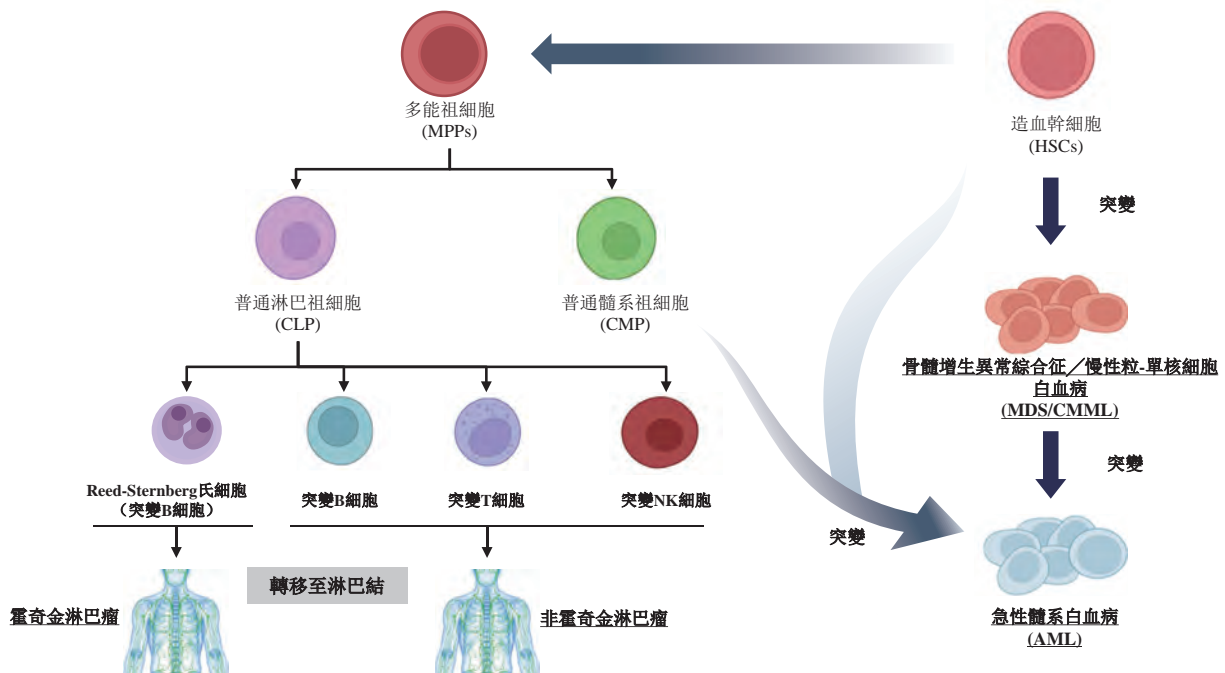 多能祖細胞
(MPPs)
造血幹細胞
(HSCs)
突變
普通淋巴祖細胞
(CLP)
普通髓系祖細胞
(CMP)
骨髓增生異常綜合征／慢性粒-單核細胞
白血病
(MDS/CMML)
突變
Reed-Sternberg氏細胞
（突變B細胞）
突變B細胞
突變T細胞
突變NK細胞
突變
轉移至淋巴結
霍奇金淋巴瘤
非霍奇金淋巴瘤
急性髓系白血病
(AML)